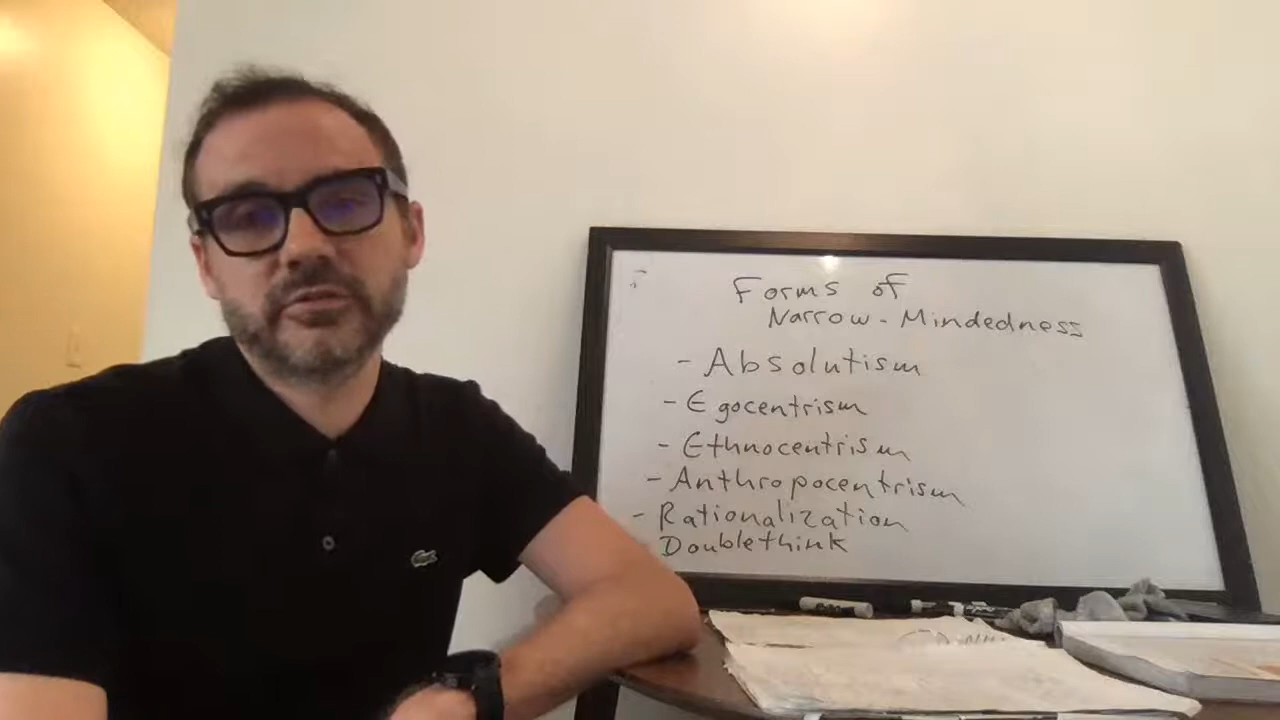 Forms of
Narrow-Mindedness
- Absolutism
- Egocentrism
- Ethnocentrism
- Anthropocentrism
- Rationalization
Doublethink